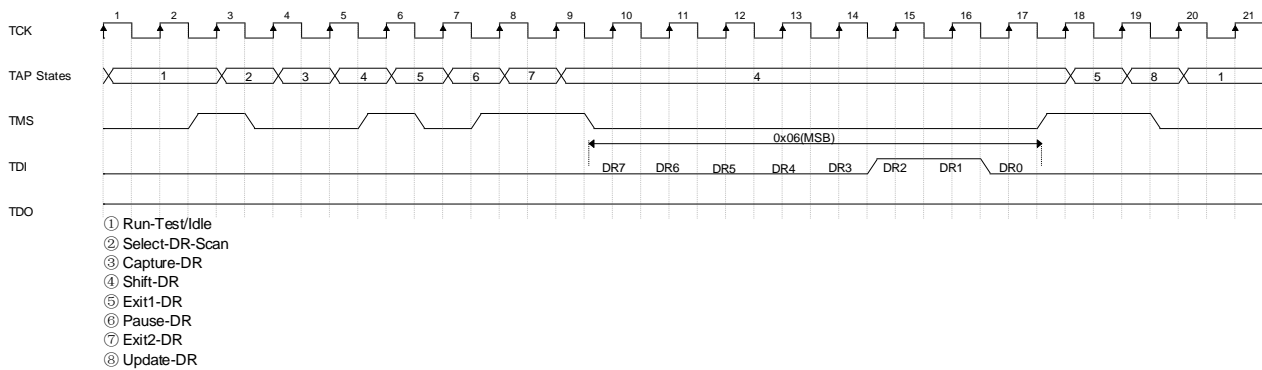 1 2 3 4 5 6 7 8 9 10 11 12 13 14 15 16 17 18 19 20 21
TCK
TAP States 1 2 3 4 5 6 7 4 5 8 1
TMS
0x06(MSB)
TDI DR7 DR6 DR5 DR4 DR3 DR2 DR1 DR0
TDO
① Run-Test/Idle
② Select-DR-Scan
③ Capture-DR
④ Shift-DR
⑤ Exit1-DR
⑥ Pause-DR
⑦ Exit2-DR
⑧ Update-DR